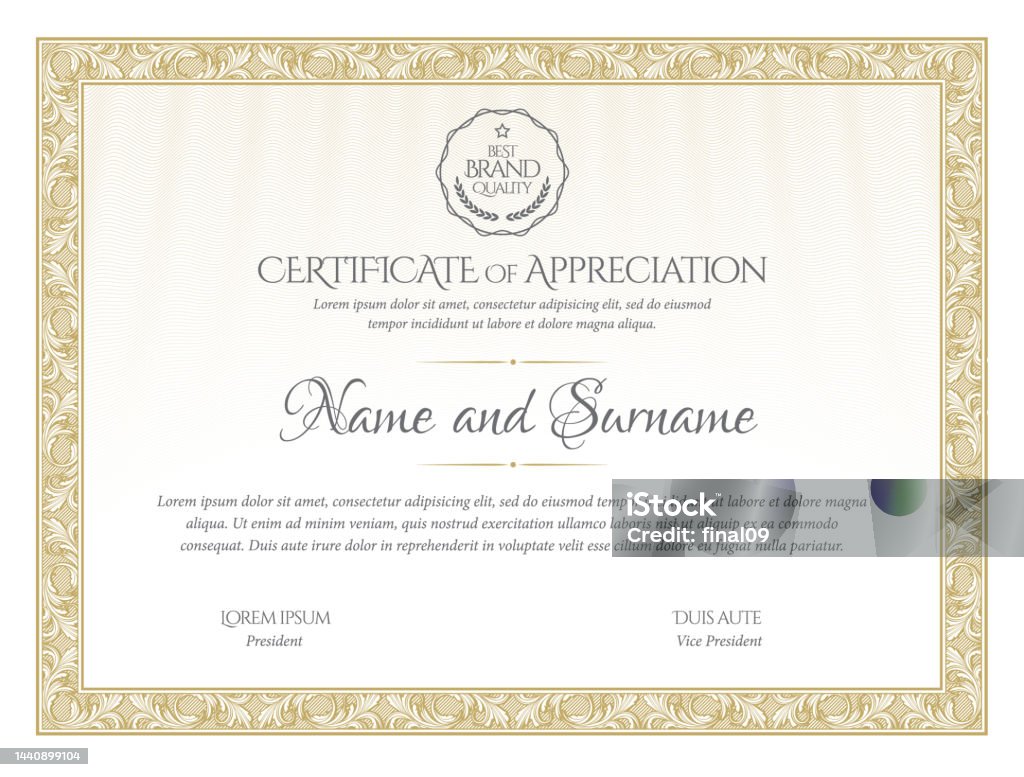 BEST
BRAND
QUALITY
CERTIFICATE OF APPRECIATION
Lorem ipsum dolor sit amet, consectetur adipisicing elit, sed do eiusmod
tempor incididunt ut labore et dolore magna aliqua.
Name and Surname
Lorem ipsum dolor sit amet, consectetur adipisicing elit, sed do eiusmod temp incididunt ut labore et dolore magna
aliqua. Ut enim ad minim veniam, quis nostrud exercitation ullamco laboris nisi ut aliquip ex ea commodo
consequat. Duis aute irure dolor in reprehenderit in voluptate velit esse cillum dolore eu fugiat nulla pariatur.
iStock
Credit: final09
LOREM IPSUM
President
DUIS AUTE
Vice President
1440899104